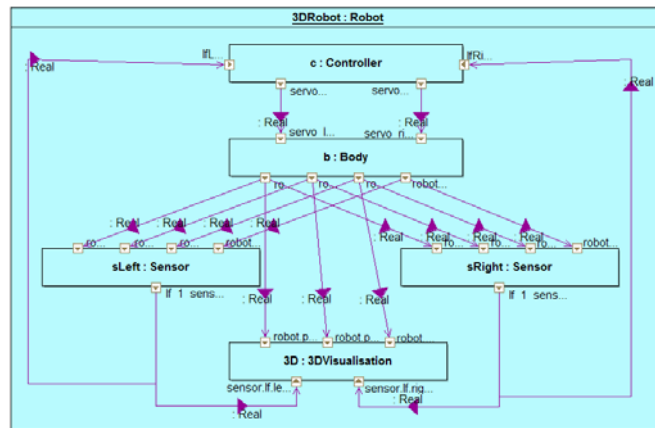 3DRobot : Robot
: Real
lfL...
c : Controller
lfRi...
: Real
servo...
servo...
: Real
: Real
servo_l...
servo_ri...
b : Body
ro...
ro...
ro...
robot...
: Real
: Real
: Real
: Real
: Real
: Real
: Real
: Real
ro...
ro...
ro...
robot...
ro...
ro...
ro...
robot...
sLeft : Sensor
sRight : Sensor
: Real
: Real
: Real
lf_1_sens...
lf_1_sens...
robot.p...
robot.p...
robot...
3D : 3DVisualisation
sensor.lf.le...
sensor.lf.rig...
: Real
: Real